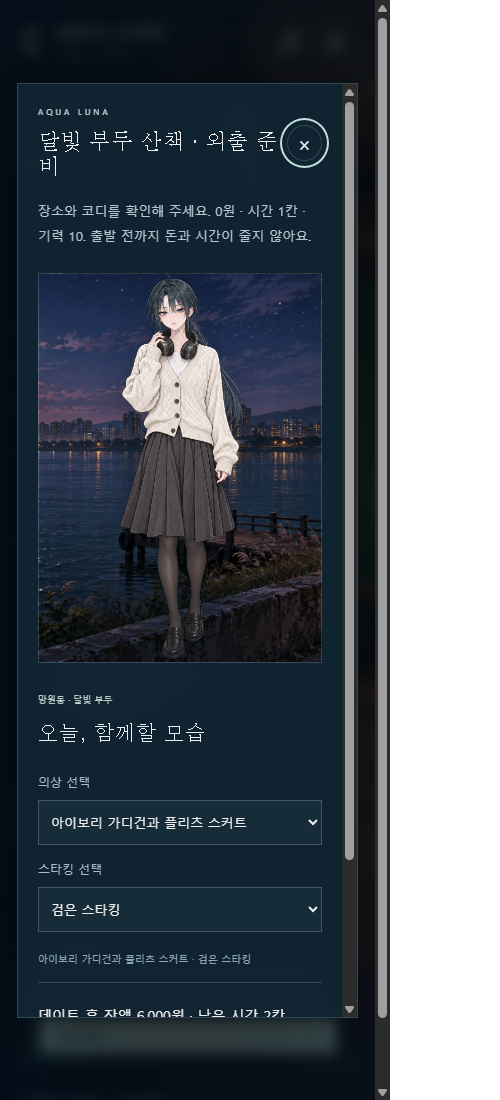 AQUA LUNA
달빛 부두 산책 · 외출 준
비
×
장소와 코디를 확인해 주세요. 0원 · 시간 1칸 ·
기력 10. 출발 전까지 돈과 시간이 줄지 않아요.
망원동 · 달빛 부두
오늘, 함께할 모습
의상 선택
아이보리 가디건과 플리츠 스커트
스타킹 선택
검은 스타킹
아이보리 가디건과 플리츠 스커트 · 검은 스타킹
데이트 후 잔액 6,000원 · 남은 시간 2칸